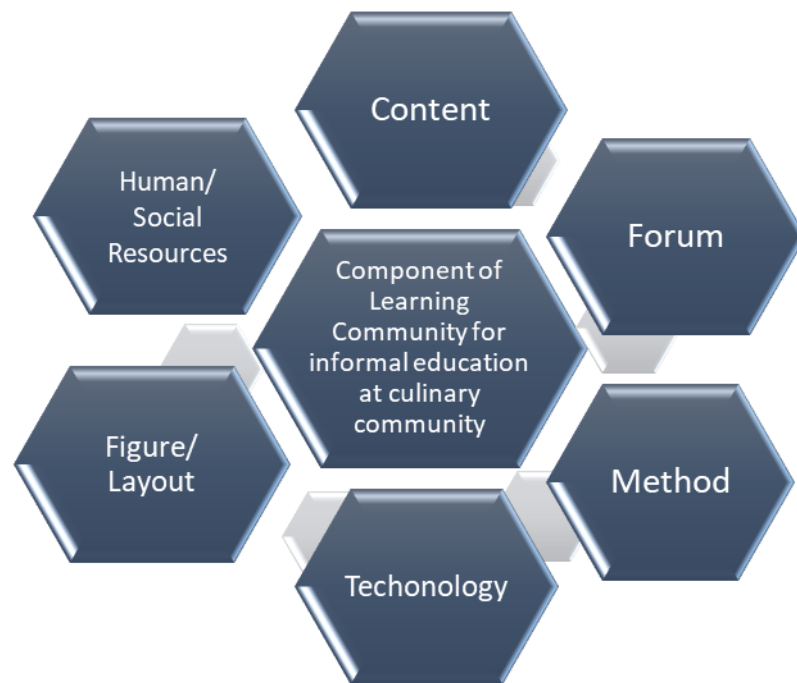 Content
Human/
Social
Resources
Forum
Component of
Learning
Community for
informal education
at culinary
community
Figure/
Layout
Method
Techonology